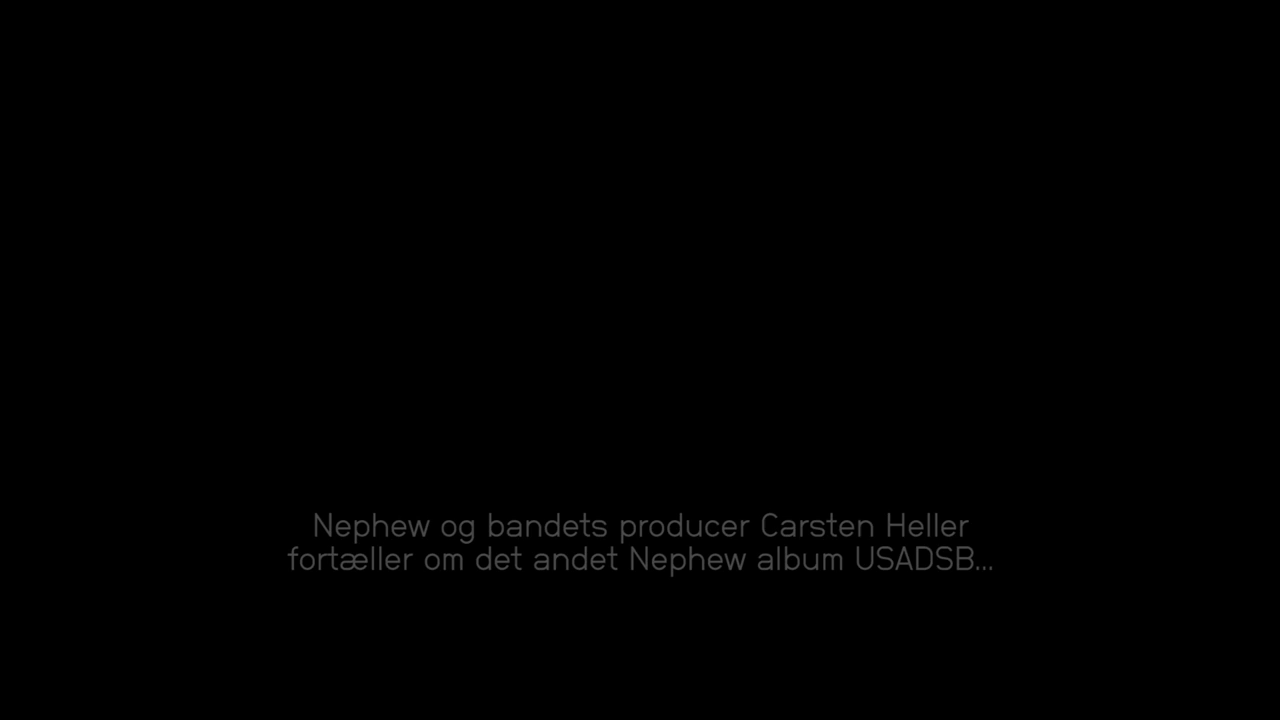 Nephew og bandets producer Carsten Heller
fortæller om det andet Nephew album USADSB...